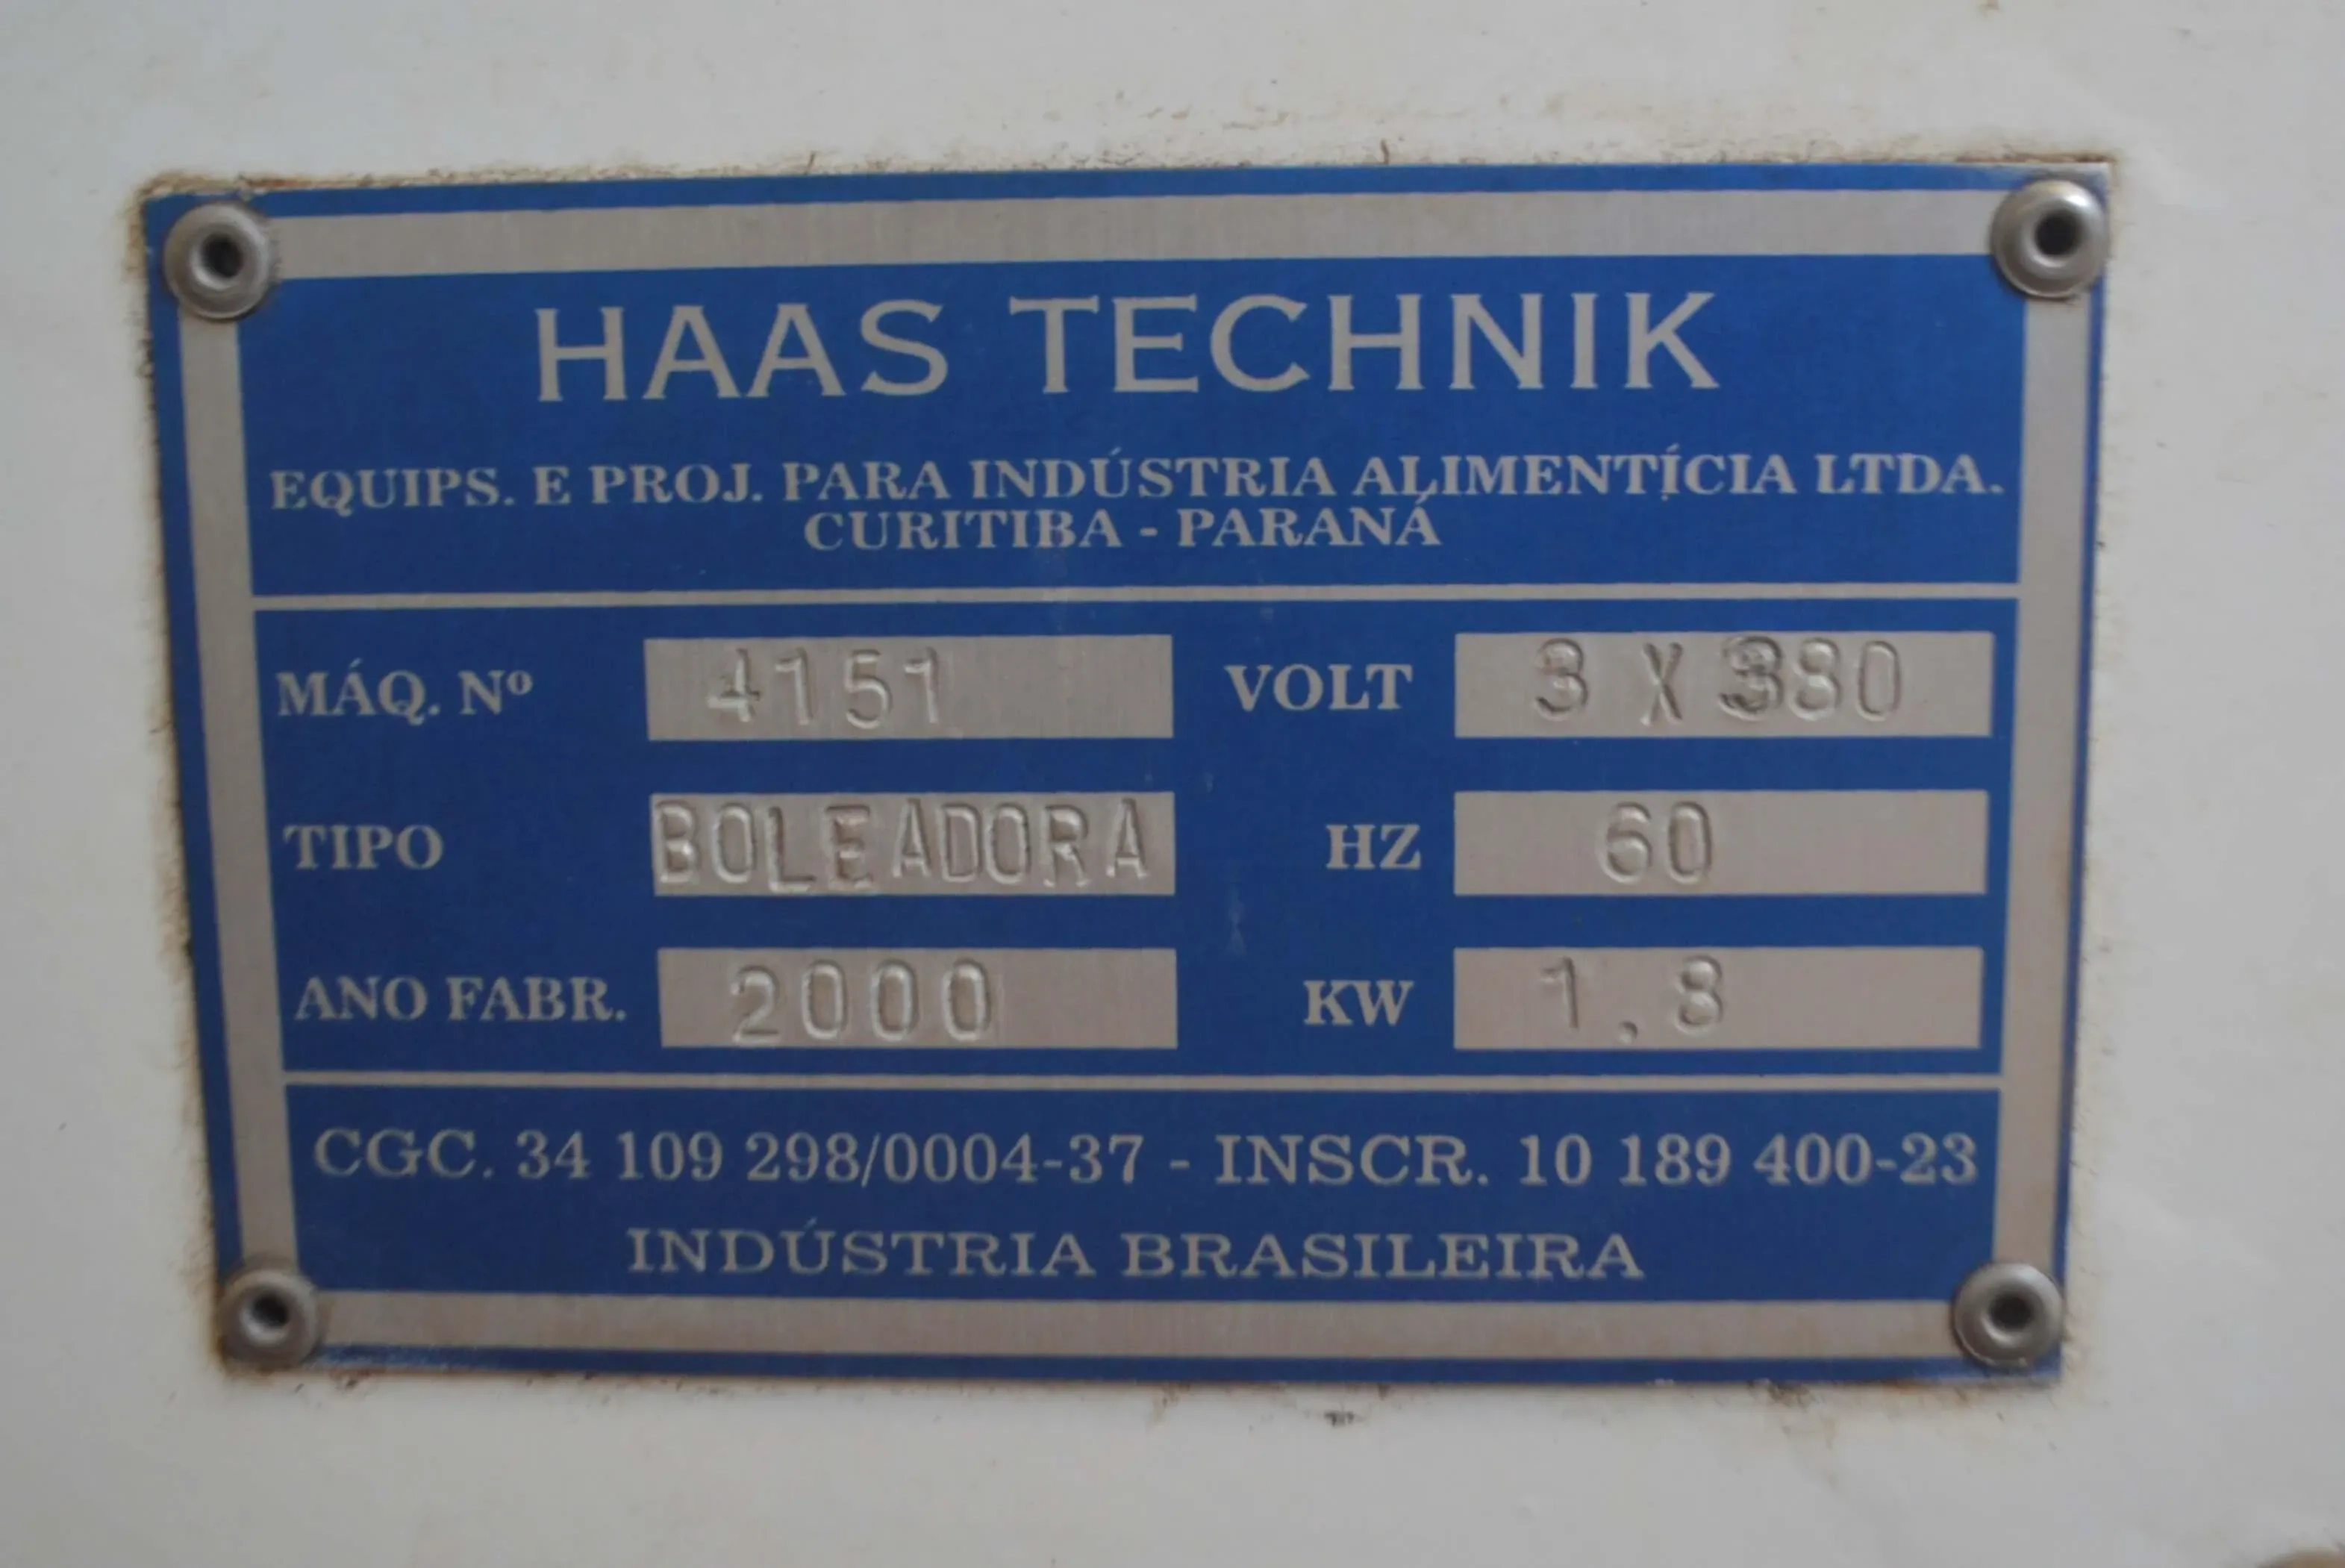 HAAS TECHNIK
EQUIPS. E PROJ. PARA INDÚSTRIA ALIMENTÍCIA LTDA.
CURITIBA - PARANÁ
MÁQ. Nº 4151 VOLT 3 X 380
TIPO BOLEADORA HZ 60
ANO FABR. 2000 KW 1.8
CGC. 34 109 298/0004-37 - INSCR. 10 189 400-23
INDÚSTRIA BRASILEIRA